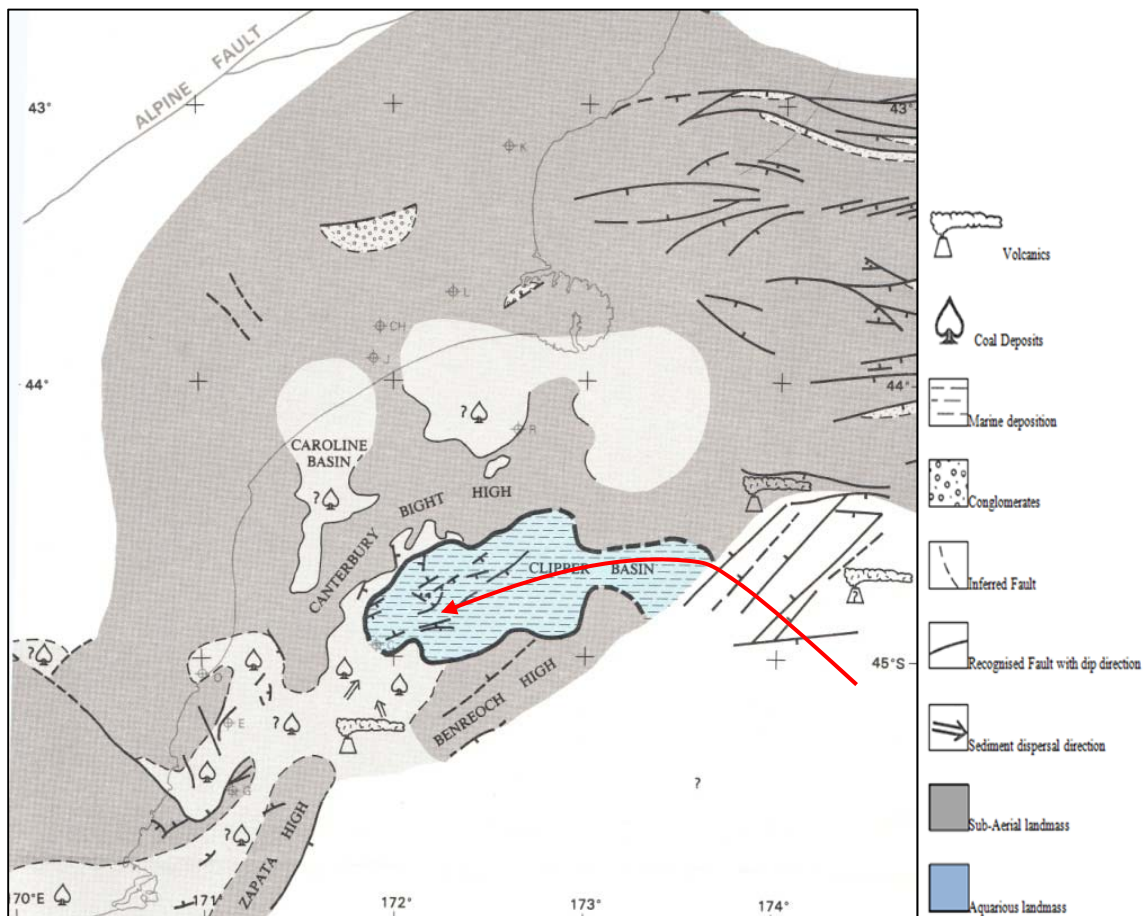 ALPINE FAULT
43°
43°
K
L
CH
J
44°
44°
?
R
CAROLINE
BASIN
?
CANTERBURY BIGHT HIGH
CLIPPER BASIN
?
C
45°S
BENREOCH HIGH
?
?
E
?
G
?
ZAPATA HIGH
?
170°E
171°
172°
173°
174°
Volcanics
Coal Deposits
Marine deposition
Conglomerates
Inferred Fault
Recognised Fault with dip direction
Sediment dispersal direction
Sub-Aerial landmass
Aquarious landmass